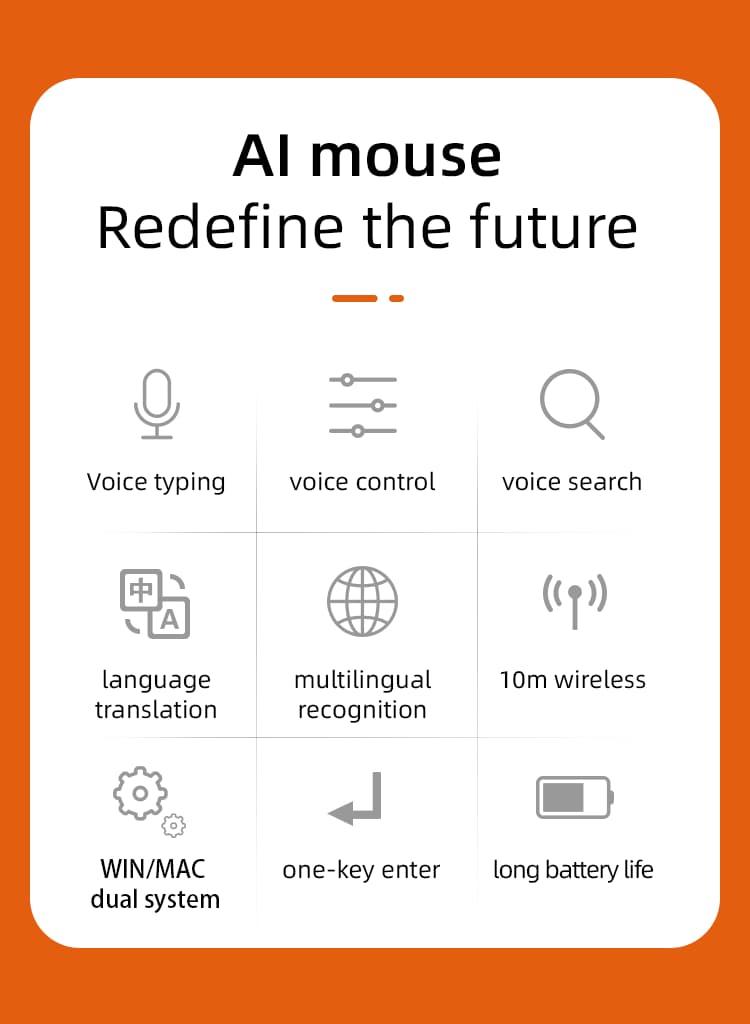 AI mouse
Redefine the future
Voice typing
voice control
voice search
中
A
language
translation
multilingual
recognition
10m wireless
WIN/MAC
dual system
one-key enter
long battery life